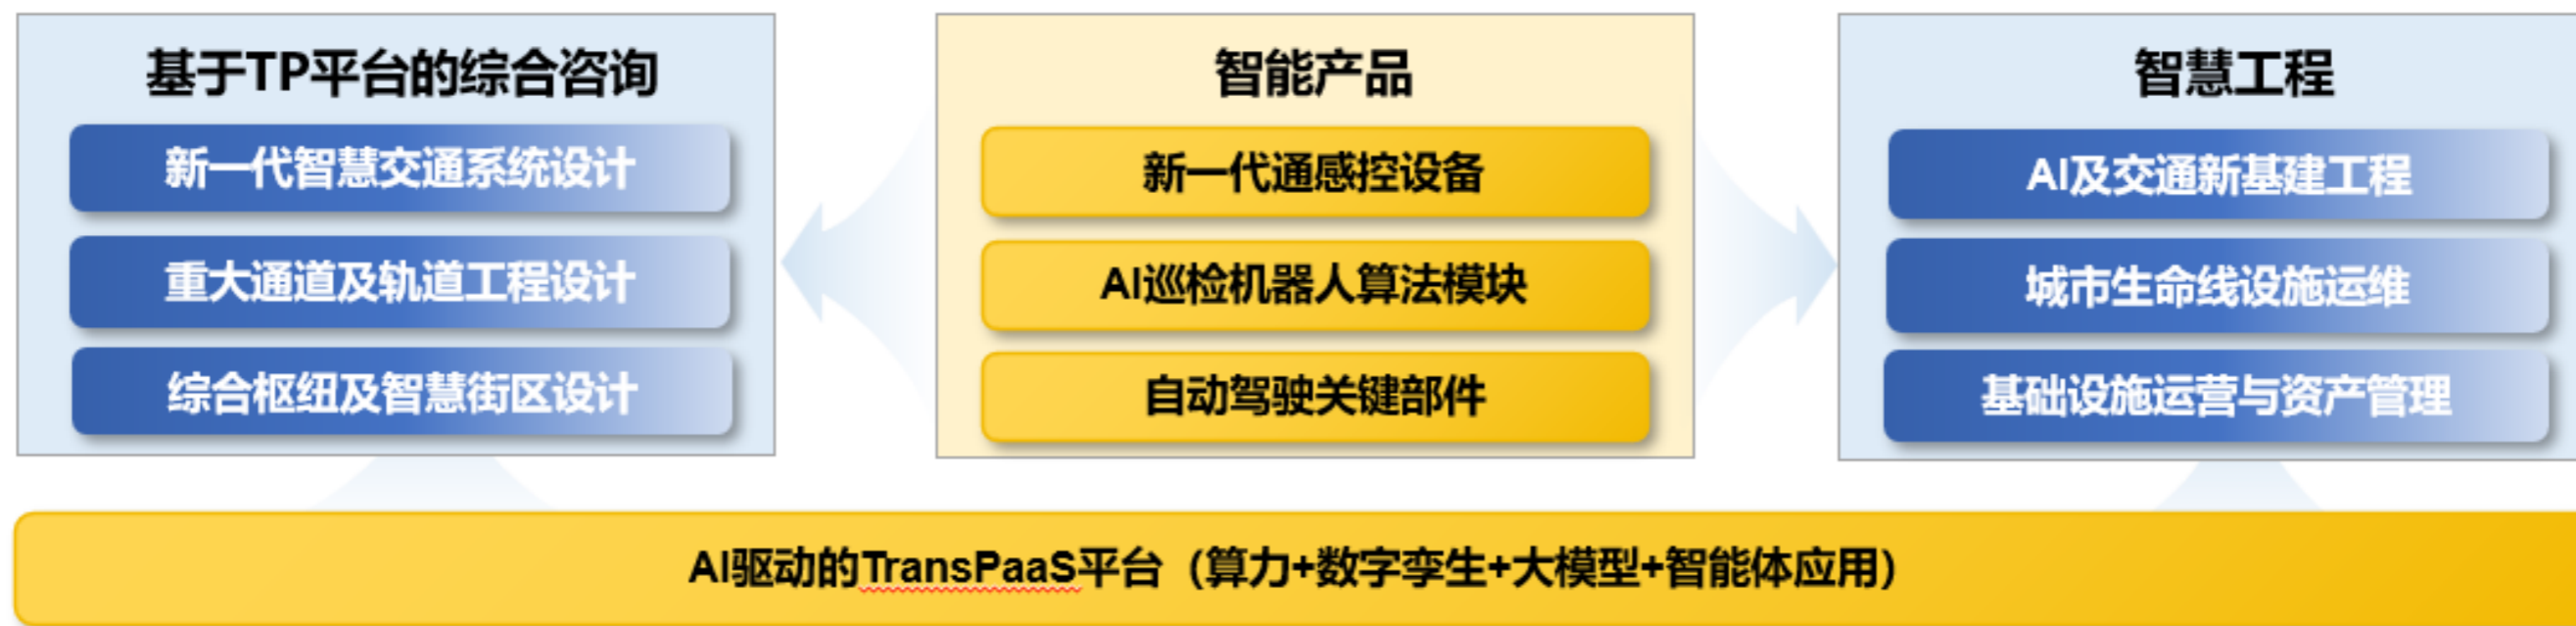 基于TP平台的综合咨询
新一代智慧交通系统设计
重大通道及轨道工程设计
综合枢纽及智慧街区设计
智能产品
新一代通感控设备
AI巡检机器人算法模块
自动驾驶关键部件
智慧工程
AI及交通新基建工程
城市生命线设施运维
基础设施运营与资产管理
AI驱动的TransPaaS平台（算力+数字孪生+大模型+智能体应用）